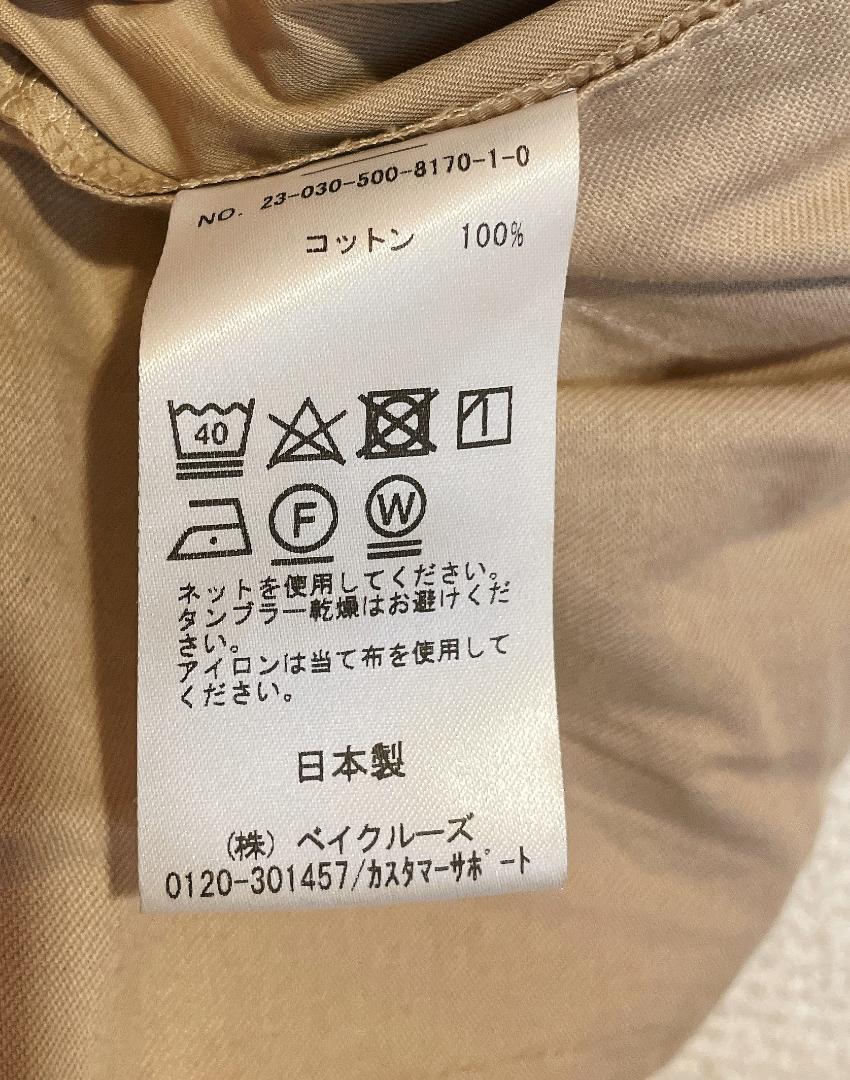 NO. 23-030-500-8170-1-0
コットン 100%
40
F W
ネットを使用してください。
タンブラー乾燥はお避けくだ
さい。
アイロンは当て布を使用して
ください。
日本製
(株) ベイクルーズ
0120-301457/カスタマーサポート